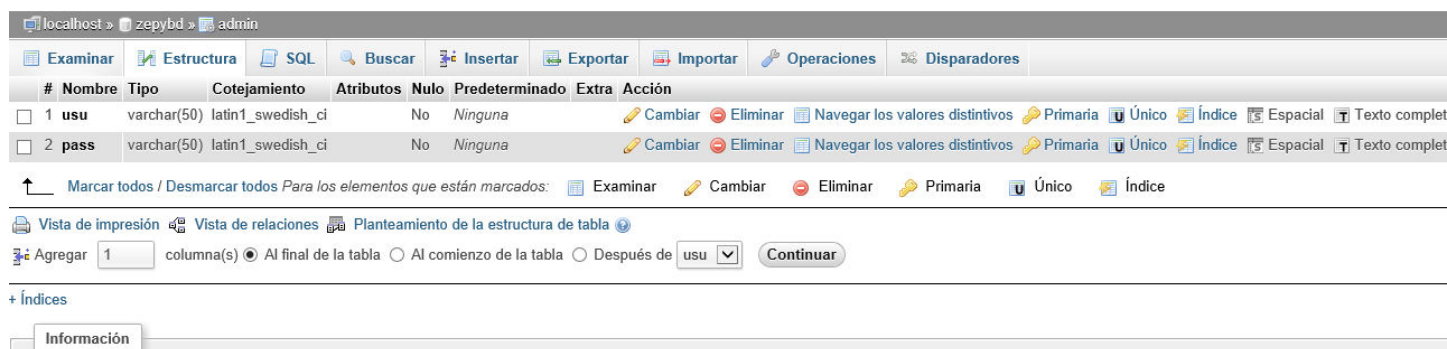 localhost » zepybd » admin
Examinar Estructura SQL Buscar Insertar Exportar Importar Operaciones Disparadores
# Nombre Tipo Cotejamiento Atributos Nulo Predeterminado Extra Acción
1 usu varchar(50) latin1_swedish_ci No Ninguna Cambiar Eliminar Navegar los valores distintivos Primaria Único Índice Espacial Texto complet
2 pass varchar(50) latin1_swedish_ci No Ninguna Cambiar Eliminar Navegar los valores distintivos Primaria Único Índice Espacial Texto complet
Marcar todos / Desmarcar todos Para los elementos que están marcados: Examinar Cambiar Eliminar Primaria Único Índice
Vista de impresión Vista de relaciones Planteamiento de la estructura de tabla
Agregar 1 columna(s) Al final de la tabla Al comienzo de la tabla Después de usu Continuar
+ Índices
Información